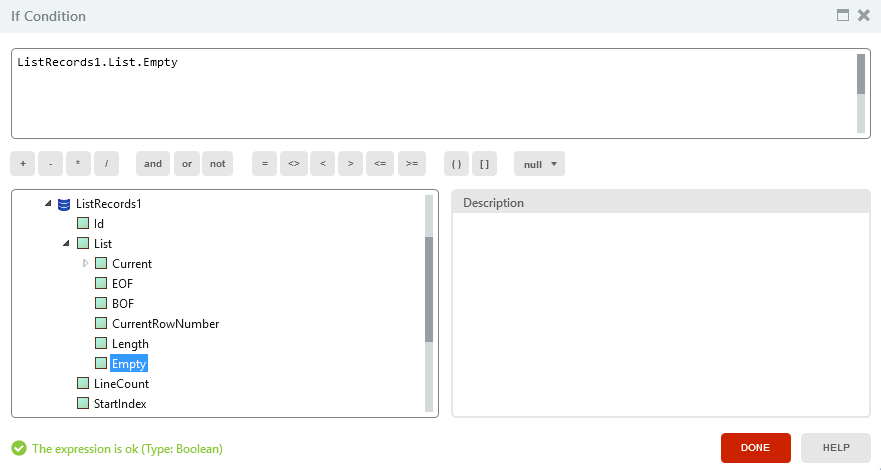 If Condition
ListRecords1.List.Empty
+ - * / and or not = <> < > <= >= ( ) [ ] null
ListRecords1
Id
List
Current
EOF
BOF
CurrentRowNumber
Length
Empty
LineCount
StartIndex
Description
The expression is ok (Type: Boolean)
DONE HELP